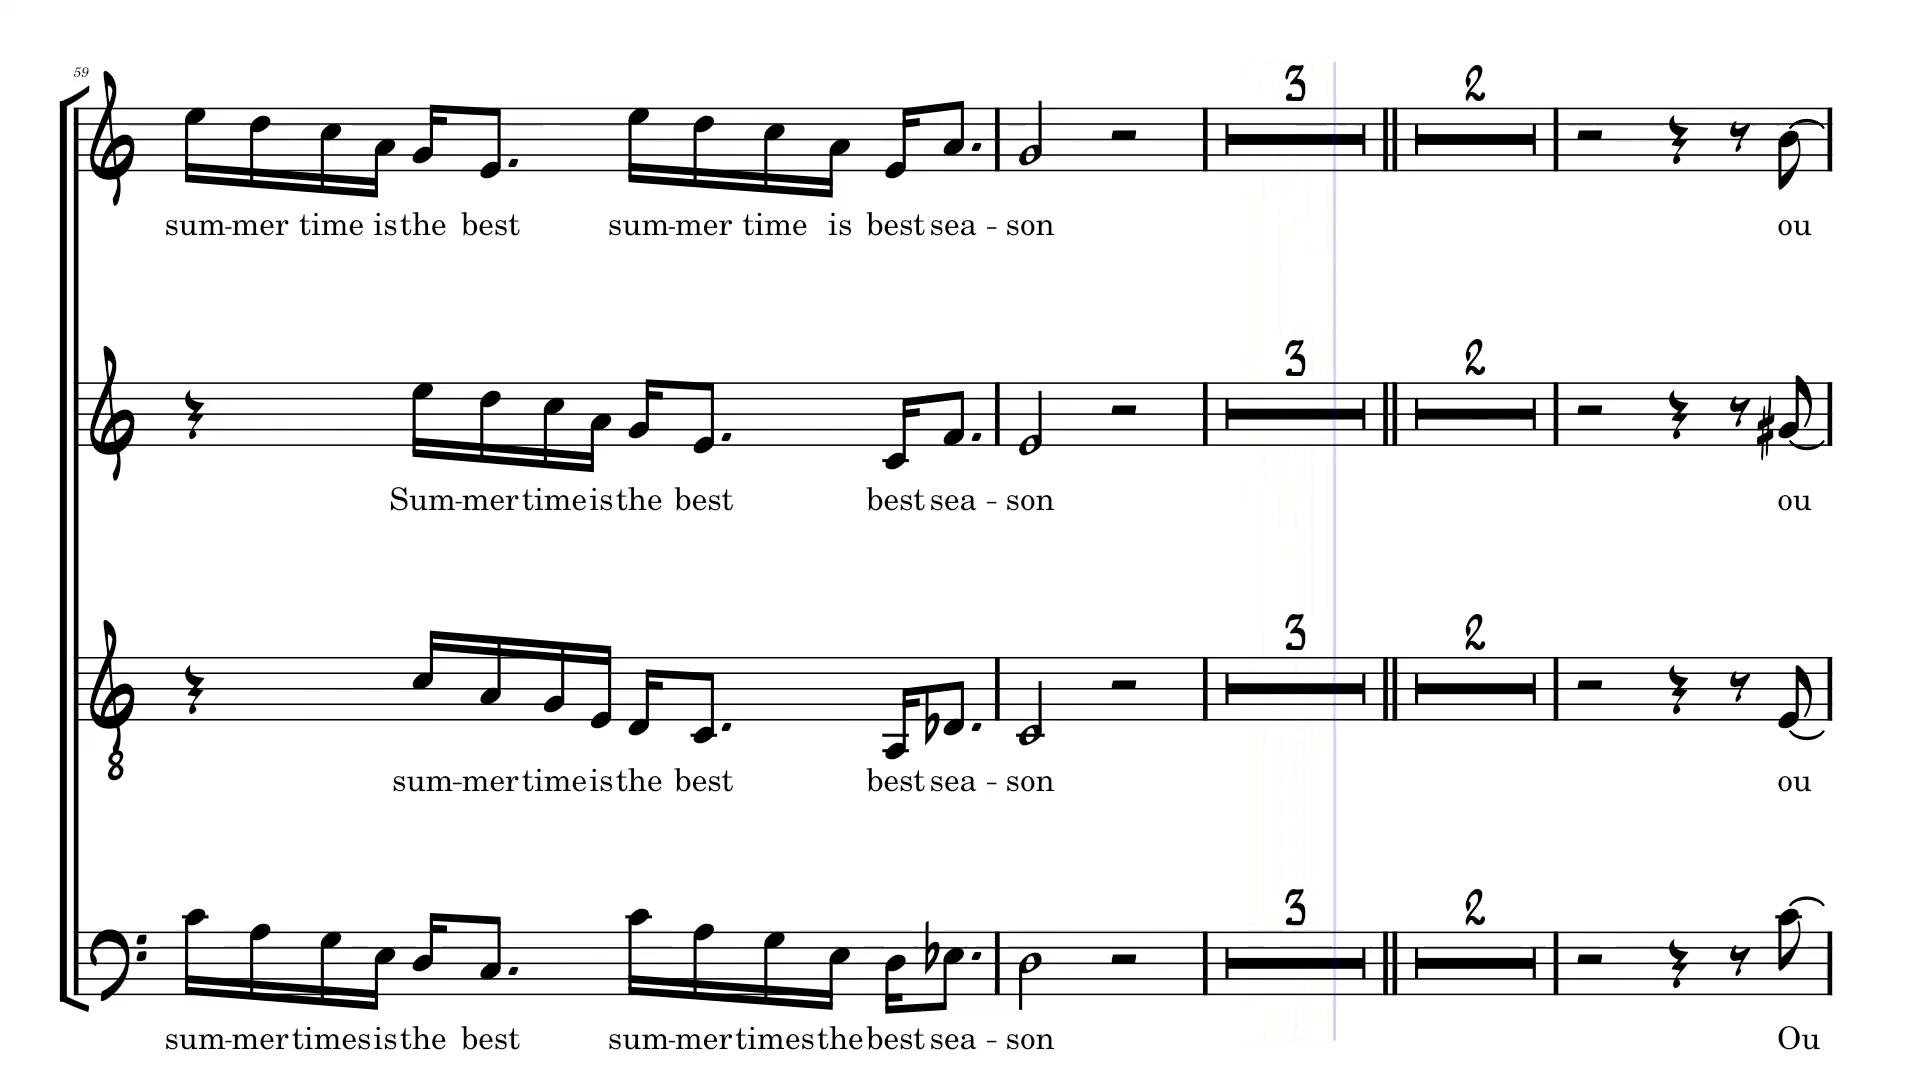 59
3 2
sum-mer time is the best sum-mer time is best sea - son ou
3 2
Sum-mer time is the best best sea - son ou
3 2
8
sum-mer time is the best best sea - son ou
3 2
sum-mer times is the best sum-mer times the best sea - son Ou